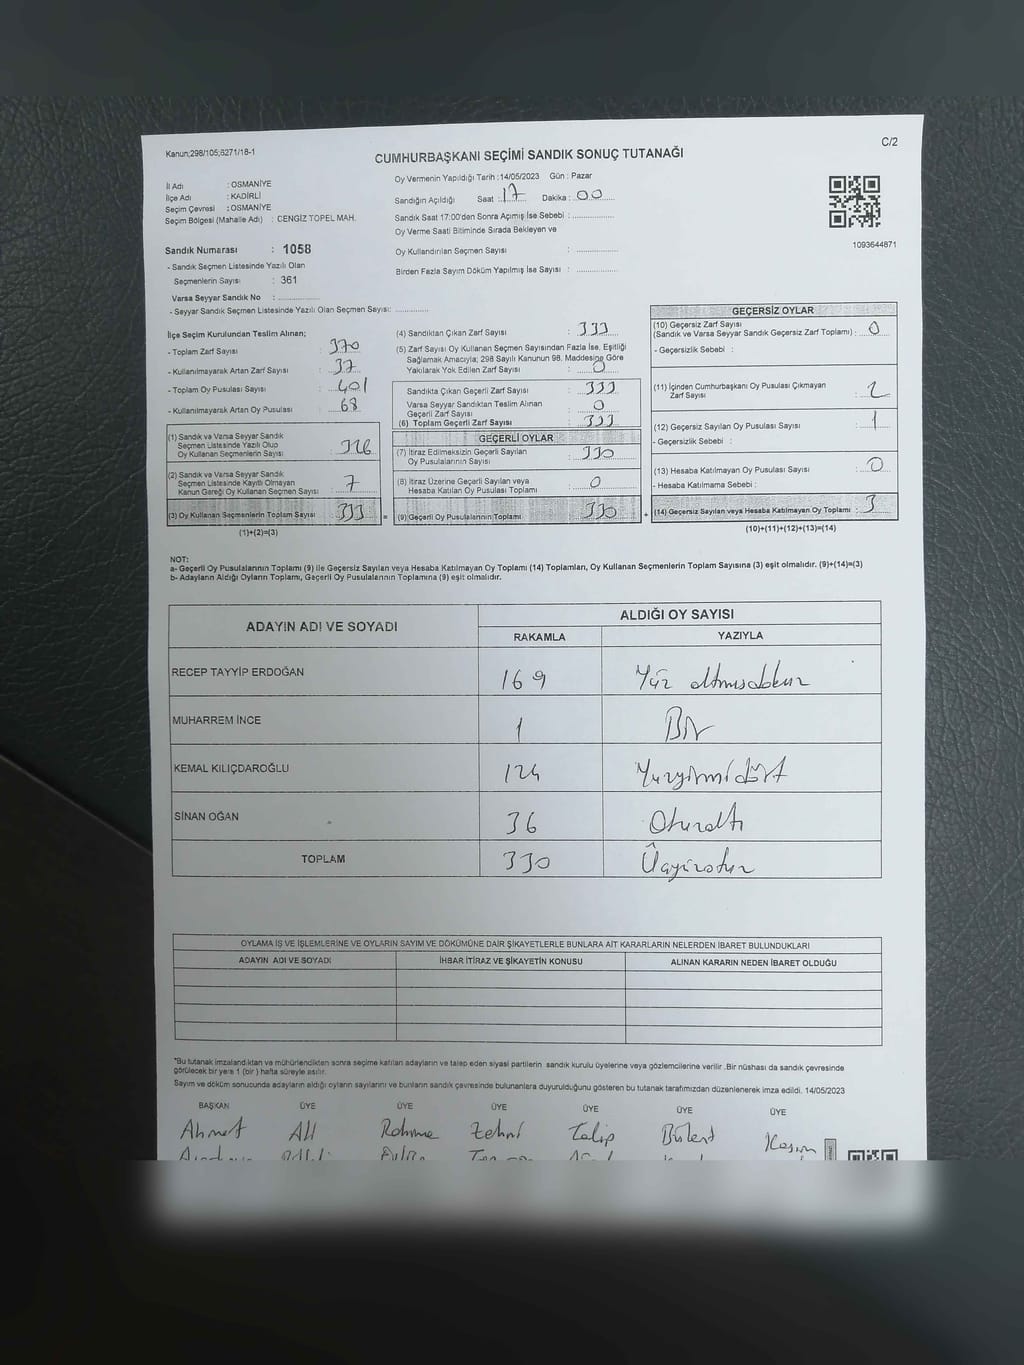 Kanun;298/105;6271/18-1
C/2
CUMHURBAŞKANI SEÇİMİ SANDIK SONUÇ TUTANAĞI
İl Adı : OSMANİYE
İlçe Adı : KADİRLİ
Seçim Çevresi : OSMANİYE
Seçim Bölgesi (Mahalle Adı) : CENGİZ TOPEL MAH.
Oy Vermenin Yapıldığı Tarih :14/05/2023 Gün : Pazar
Sandığın Açıldığı Saat : 17 Dakika : 00
Sandık Saat 17:00'den Sonra Açımış İse Sebebi : ................
Oy Verme Saati Bitiminde Sırada Bekleyen ve
Oy Kullandırılan Seçmen Sayısı : ................
Birden Fazla Sayım Döküm Yapılmış İse Sayısı : ................
1093644871
Sandık Numarası : 1058
- Sandık Seçmen Listesinde Yazılı Olan
Seçmenlerin Sayısı : 361
Varsa Seyyar Sandık No : ................
- Seyyar Sandık Seçmen Listesinde Yazılı Olan Seçmen Sayısı: ................
İlçe Seçim Kurulundan Teslim Alınan;
- Toplam Zarf Sayısı : 370
- Kullanılmayarak Artan Zarf Sayısı : 37
- Toplam Oy Pusulası Sayısı : 401
- Kullanılmayarak Artan Oy Pusulası : 68
(1) Sandık ve Varsa Seyyar Sandık
Seçmen Listesinde Yazılı Olup
Oy Kullanan Seçmenlerin Sayısı : 326
(2) Sandık ve Varsa Seyyar Sandık
Seçmen Listesinde Kayıtlı Olmayan
Kanun Gereği Oy Kullanan Seçmen Sayısı : 7
(3) Oy Kullanan Seçmenlerin Toplam Sayısı : 333
(1)+(2)=(3)
(4) Sandıktan Çıkan Zarf Sayısı : 333
(5) Zarf Sayısı Oy Kullanan Seçmen Sayısından Fazla İse, Eşitliği
Sağlamak Amacıyla; 298 Sayılı Kanunun 98. Maddesine Göre
Yakılarak Yok Edilen Zarf Sayısı : 0
Sandıkta Çıkan Geçerli Zarf Sayısı : 333
Varsa Seyyar Sandıktan Teslim Alınan
Geçerli Zarf Sayısı : 0
(6) Toplam Geçerli Zarf Sayısı : 333
GEÇERLİ OYLAR
(7) İtiraz Edilmeksizin Geçerli Sayılan
Oy Pusulalarının Sayısı : 330
(8) İtiraz Üzerine Geçerli Sayılan veya
Hesaba Katılan Oy Pusulası Toplamı : 0
= (9) Geçerli Oy Pusulalarının Toplamı : 330
GEÇERSİZ OYLAR
(10) Geçersiz Zarf Sayısı
(Sandık ve Varsa Seyyar Sandık Geçersiz Zarf Toplamı) : 0
- Geçersizlik Sebebi :
(11) İçinden Cumhurbaşkanı Oy Pusulası Çıkmayan
Zarf Sayısı : 2
(12) Geçersiz Sayılan Oy Pusulası Sayısı : 1
- Geçersizlik Sebebi :
(13) Hesaba Katılmayan Oy Pusulası Sayısı : 0
- Hesaba Katılmama Sebebi :
+ (14) Geçersiz Sayılan veya Hesaba Katılmayan Oy Toplamı : 3
(10)+(11)+(12)+(13)=(14)
NOT:
a- Geçerli Oy Pusulalarının Toplamı (9) ile Geçersiz Sayılan veya Hesaba Katılmayan Oy Toplamı (14) Toplamları, Oy Kullanan Seçmenlerin Toplam Sayısına (3) eşit olmalıdır. (9)+(14)=(3)
b- Adayların Aldığı Oyların Toplamı, Geçerli Oy Pusulalarının Toplamına (9) eşit olmalıdır.
ADAYIN ADI VE SOYADI
ALDIĞI OY SAYISI
RAKAMLA YAZIYLA
RECEP TAYYİP ERDOĞAN 169 Yüz altmışdokuz
MUHARREM İNCE 1 Bir
KEMAL KILIÇDAROĞLU 124 Yüzyirmidört
SİNAN OĞAN 36 Otuzaltı
TOPLAM 330 Üçyüzotuz
OYLAMA İŞ VE İŞLEMLERİNE VE OYLARIN SAYIM VE DÖKÜMÜNE DAİR ŞİKAYETLERLE BUNLARA AİT KARARLARIN NELERDEN İBARET BULUNDUKLARI
ADAYIN ADI VE SOYADI İHBAR İTİRAZ VE ŞİKAYETİN KONUSU ALINAN KARARIN NEDEN İBARET OLDUĞU
*Bu tutanak imzalandıktan ve mühürlendikten sonra seçime katılan adayların ve talep eden siyasi partilerin sandık kurulu üyelerine veya gözlemcilerine verilir .Bir nüshası da sandık çevresinde
görülecek bir yere 1 (bir ) hafta süreyle asılır.
Sayım ve döküm sonucunda adayların aldığı oyların sayılarını ve bunların sandık çevresinde bulunanlara duyurulduğunu gösteren bu tutanak tarafımızdan düzenlenerek imza edildi. 14/05/2023
BAŞKAN ÜYE ÜYE ÜYE ÜYE ÜYE ÜYE
Ahmet Ali Rahime Zehni Talip Bülent Kasım